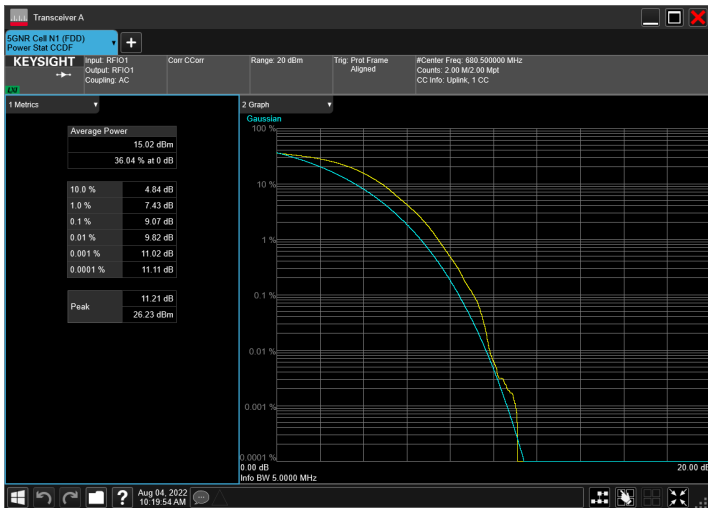 Transceiver A
5GNR Cell N1 (FDD)
Power Stat CCDF
KEYSIGHT
LXI
Input: RFIO1
Output: RFIO1
Coupling: AC
Corr CCorr
Range: 20 dBm
Trig: Prot Frame
Aligned
#Center Freq: 680.500000 MHz
Counts: 2.00 M/2.00 Mpt
CC Info: Uplink, 1 CC
1 Metrics
Average Power
15.02 dBm
36.04 % at 0 dB
10.0 % 4.84 dB
1.0 % 7.43 dB
0.1 % 9.07 dB
0.01 % 9.82 dB
0.001 % 11.02 dB
0.0001 % 11.11 dB
Peak
11.21 dB
26.23 dBm
2 Graph
Gaussian
100 %
10 %
1 %
0.1 %
0.01 %
0.001 %
0.0001 %
0.00 dB
20.00 dB
Info BW 5.0000 MHz
?
Aug 04, 2022
10:19:54 AM